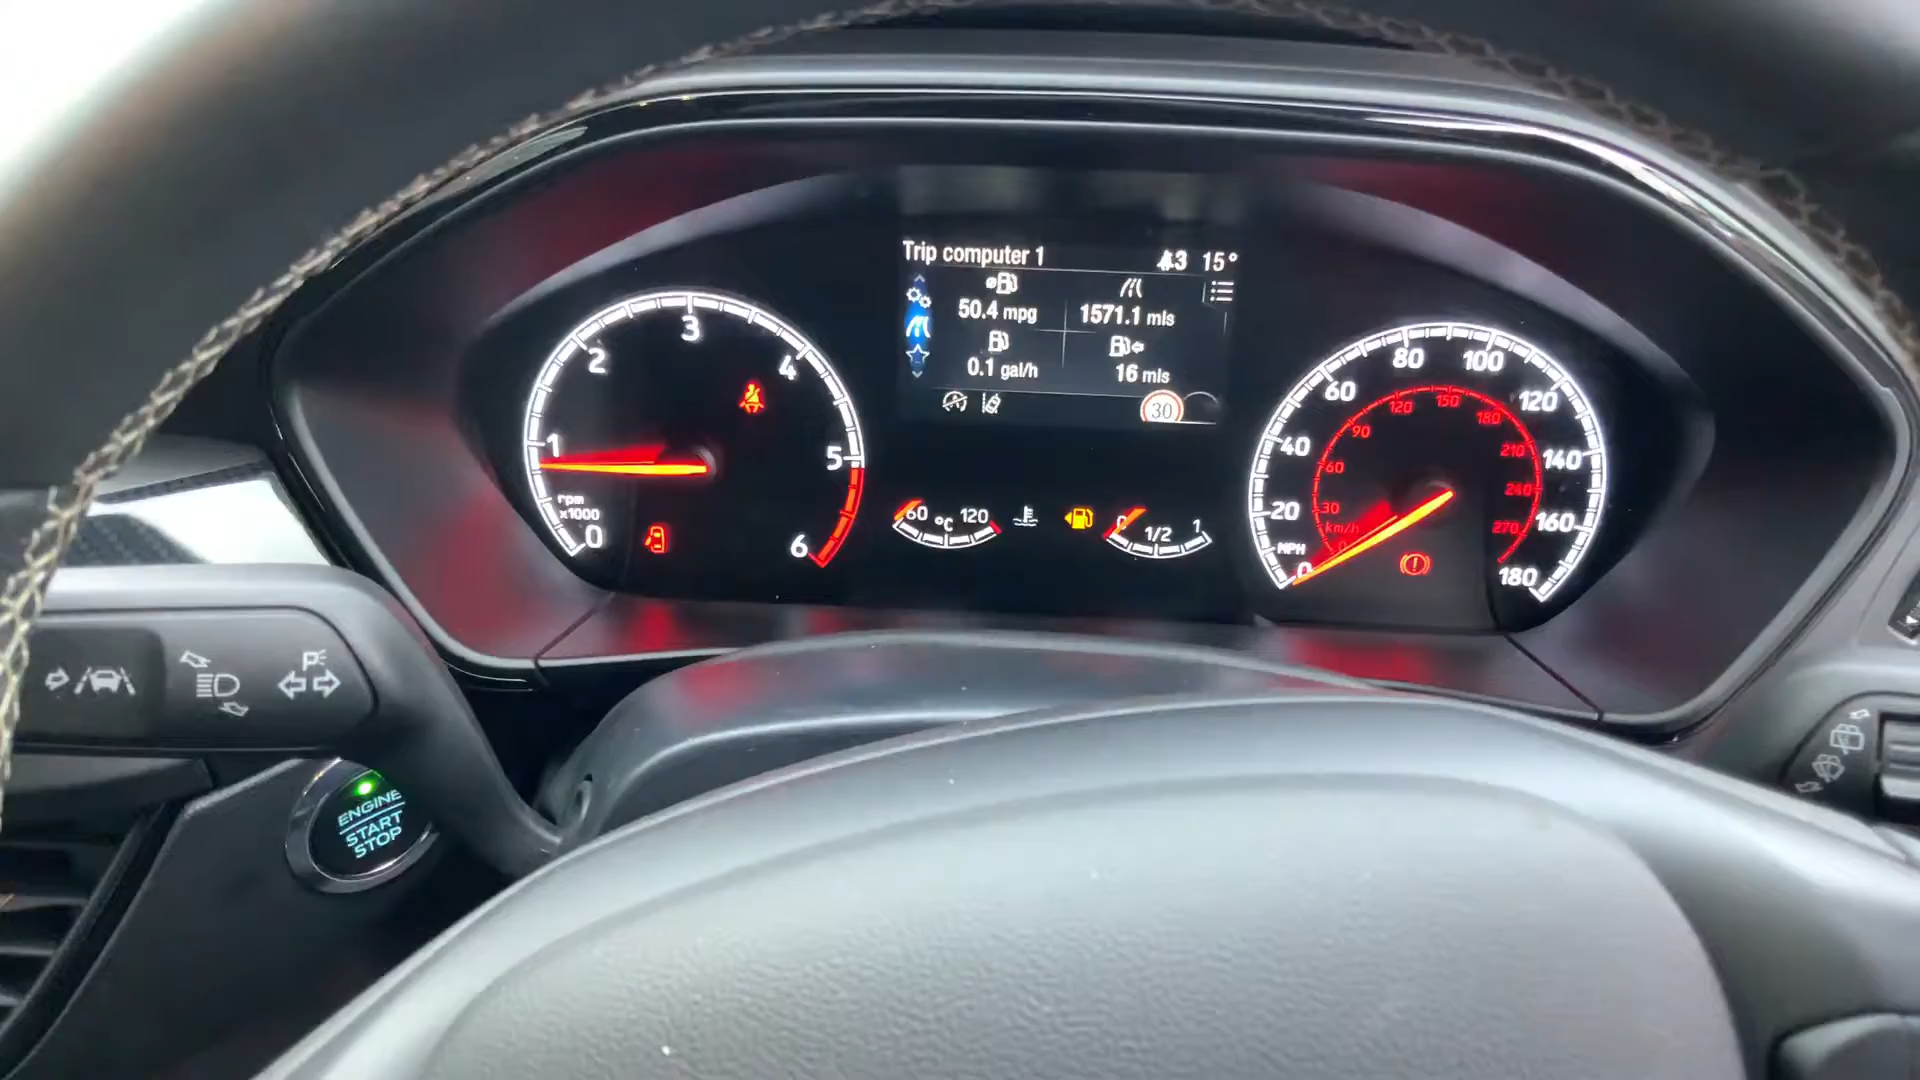 Trip computer 1
3 15°
50.4 mpg
1571.1 mls
0.1 gal/h
16 mls
30
0
1
2
3
4
5
6
rpm
x1000
60 °C 120
0 1/2 1
0
20
40
60
80
100
120
140
160
180
MPH
0
30
60
90
120
150
180
210
240
270
km/h
P
ENGINE
START
STOP